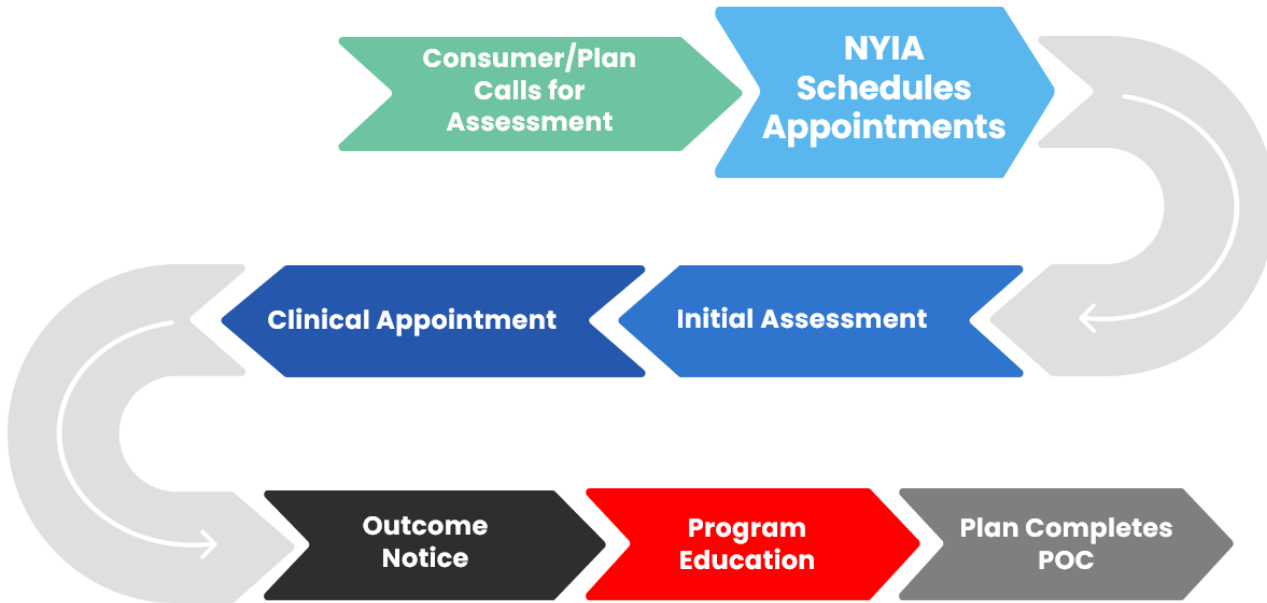 Consumer/Plan
Calls for
Assessment
NYIA
Schedules
Appointments
Initial Assessment
Clinical Appointment
Outcome
Notice
Program
Education
Plan Completes
POC